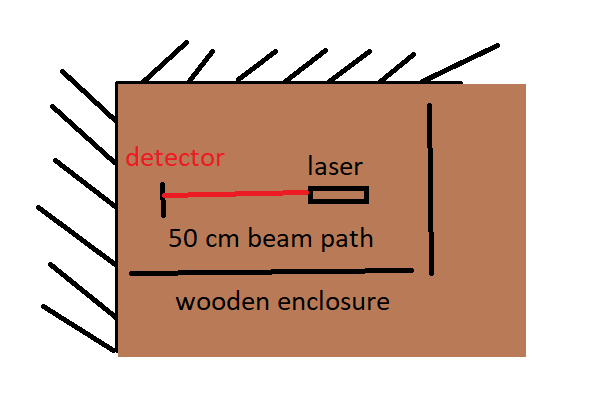 detector
laser
50 cm beam path
wooden enclosure